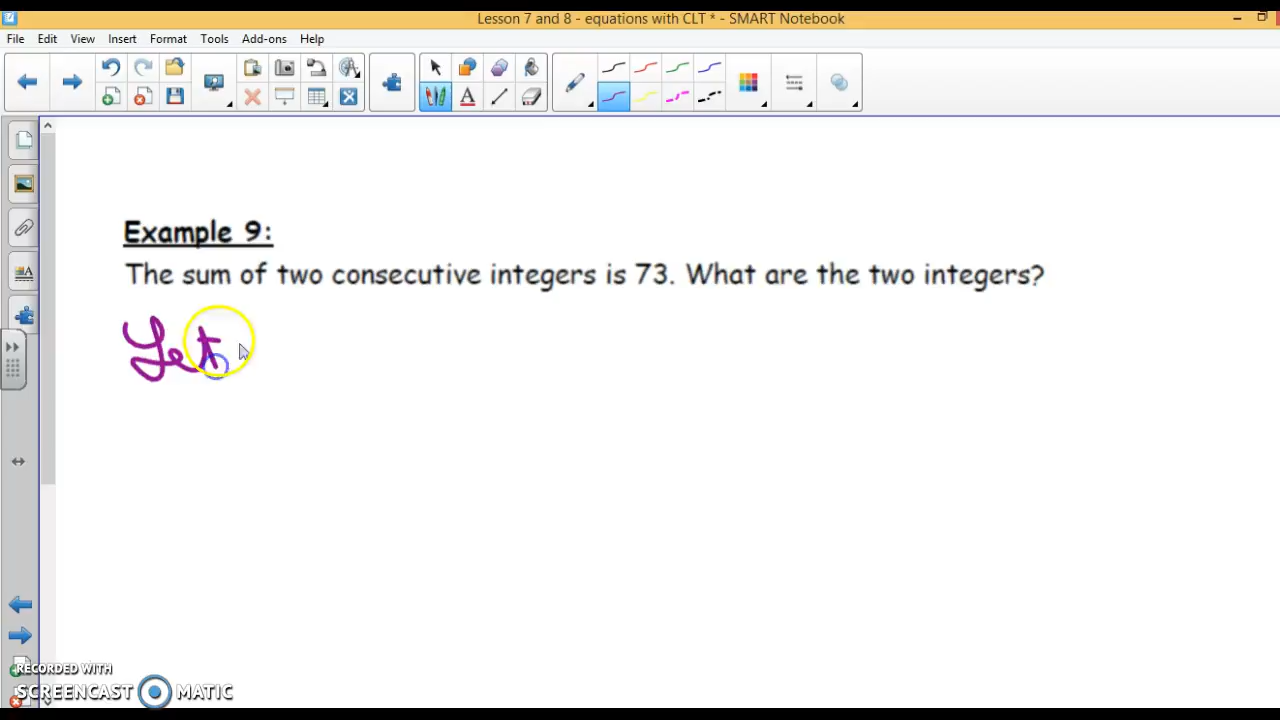 Lesson 7 and 8 - equations with CLT * - SMART Notebook
File Edit View Insert Format Tools Add-ons Help
Example 9:
The sum of two consecutive integers is 73. What are the two integers?
Let
RECORDED WITH
SCREENCAST MATIC